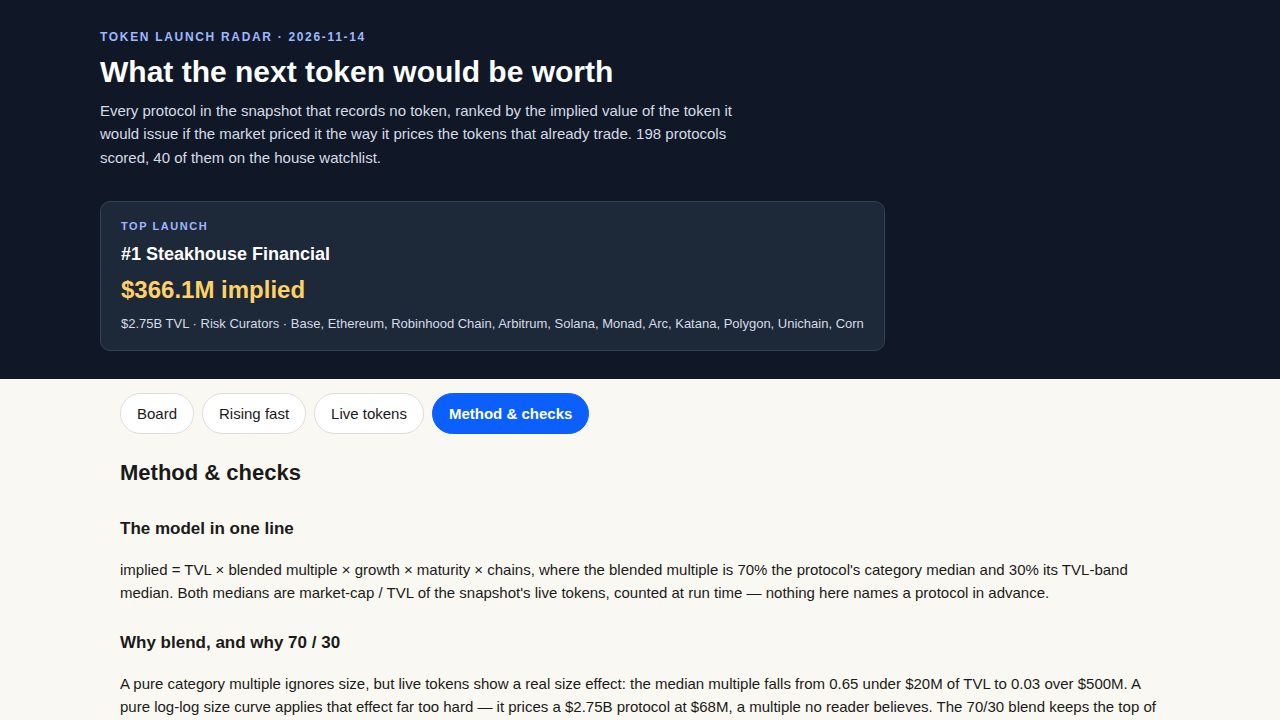 TOKEN LAUNCH RADAR · 2026-11-14
What the next token would be worth
Every protocol in the snapshot that records no token, ranked by the implied value of the token it
would issue if the market priced it the way it prices the tokens that already trade. 198 protocols
scored, 40 of them on the house watchlist.
TOP LAUNCH
#1 Steakhouse Financial
$366.1M implied
$2.75B TVL · Risk Curators · Base, Ethereum, Robinhood Chain, Arbitrum, Solana, Monad, Arc, Katana, Polygon, Unichain, Corn
Board
Rising fast
Live tokens
Method & checks
Method & checks
The model in one line
implied = TVL × blended multiple × growth × maturity × chains, where the blended multiple is 70% the protocol's category median and 30% its TVL-band
median. Both medians are market-cap / TVL of the snapshot's live tokens, counted at run time — nothing here names a protocol in advance.
Why blend, and why 70 / 30
A pure category multiple ignores size, but live tokens show a real size effect: the median multiple falls from 0.65 under $20M of TVL to 0.03 over $500M. A
pure log-log size curve applies that effect far too hard — it prices a $2.75B protocol at $68M, a multiple no reader believes. The 70/30 blend keeps the top of